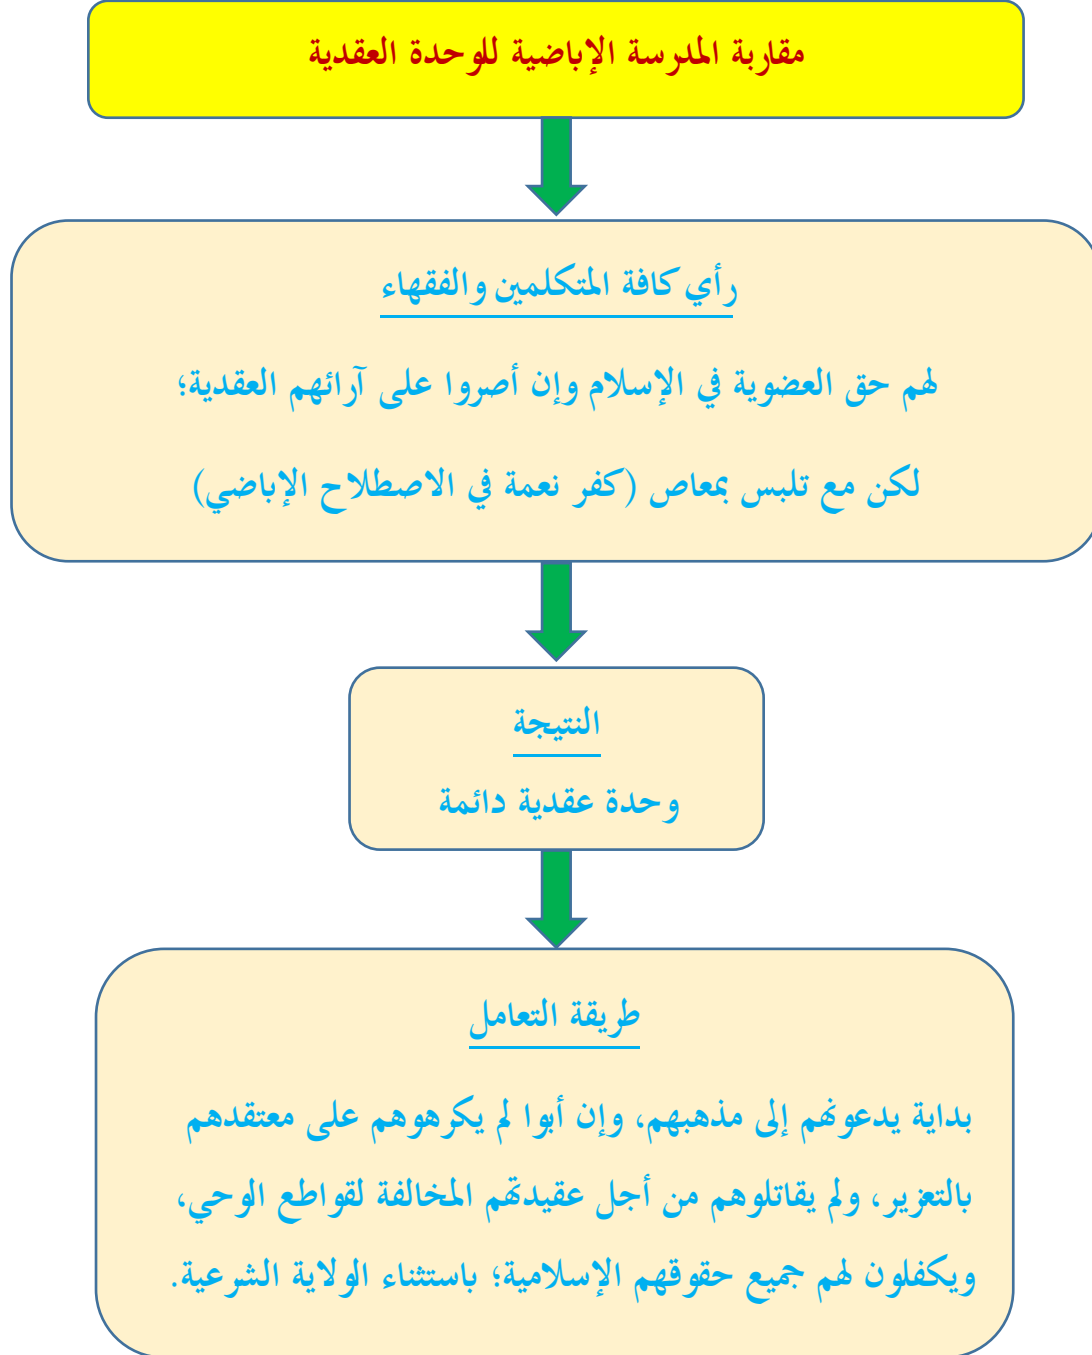 مقاربة المدرسة الإباضية للوحدة العقدية
رأي كافة المتكلمين والفقهاء
لهم حق العضوية في الإسلام وإن أصروا على آرائهم العقدية؛
لكن مع تلبس بمعاص (كفر نعمة في الاصطلاح الإباضي)
النتيجة
وحدة عقدية دائمة
طريقة التعامل
بداية يدعونهم إلى مذهبهم، وإن أبوا لم يكرهوهم على معتقدهم
بالتعزير، ولم يقاتلوهم من أجل عقيدتهم المخالفة لقواطع الوحي،
ويكفلون لهم جميع حقوقهم الإسلامية؛ باستثناء الولاية الشرعية.